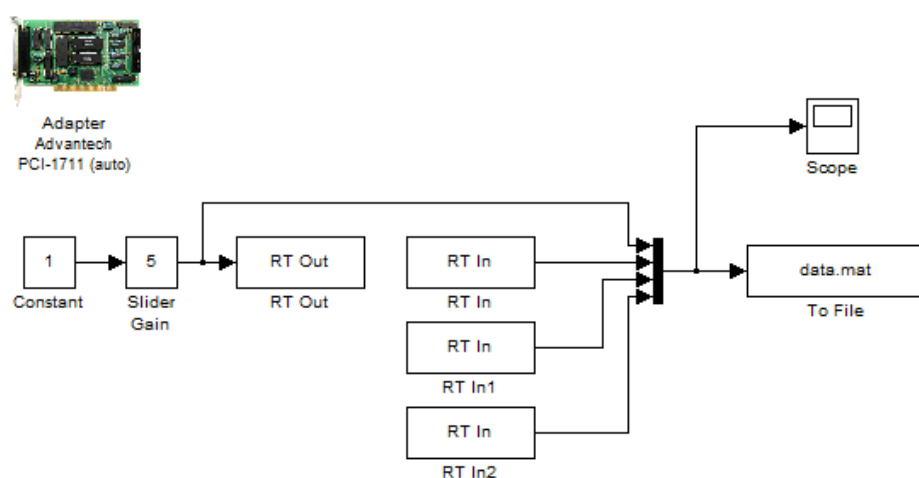 Adapter
Advantech
PCI-1711 (auto)
Scope
1
Constant
5
Slider
Gain
RT Out
RT Out
RT In
RT In
RT In
RT In1
RT In
RT In2
data.mat
To File